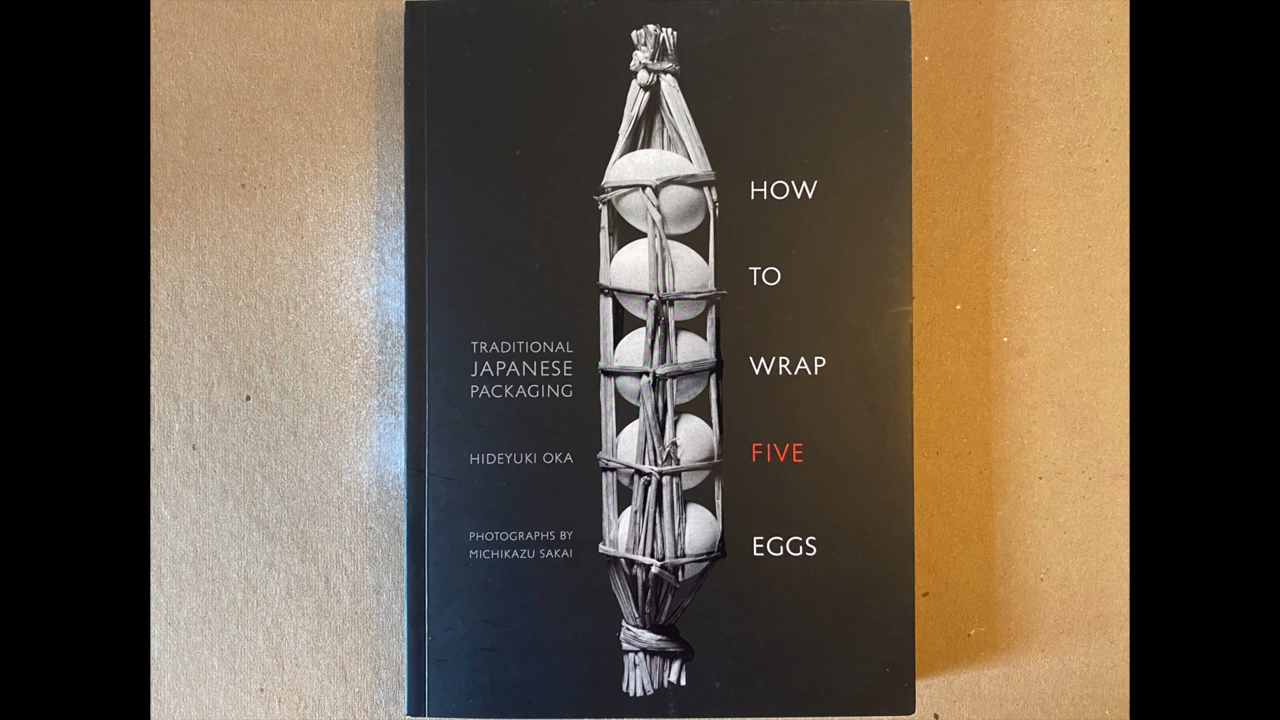 HOW
TO
WRAP
FIVE
EGGS
TRADITIONAL
JAPANESE
PACKAGING
HIDEYUKI OKA
PHOTOGRAPHS BY
MICHIKAZU SAKAI